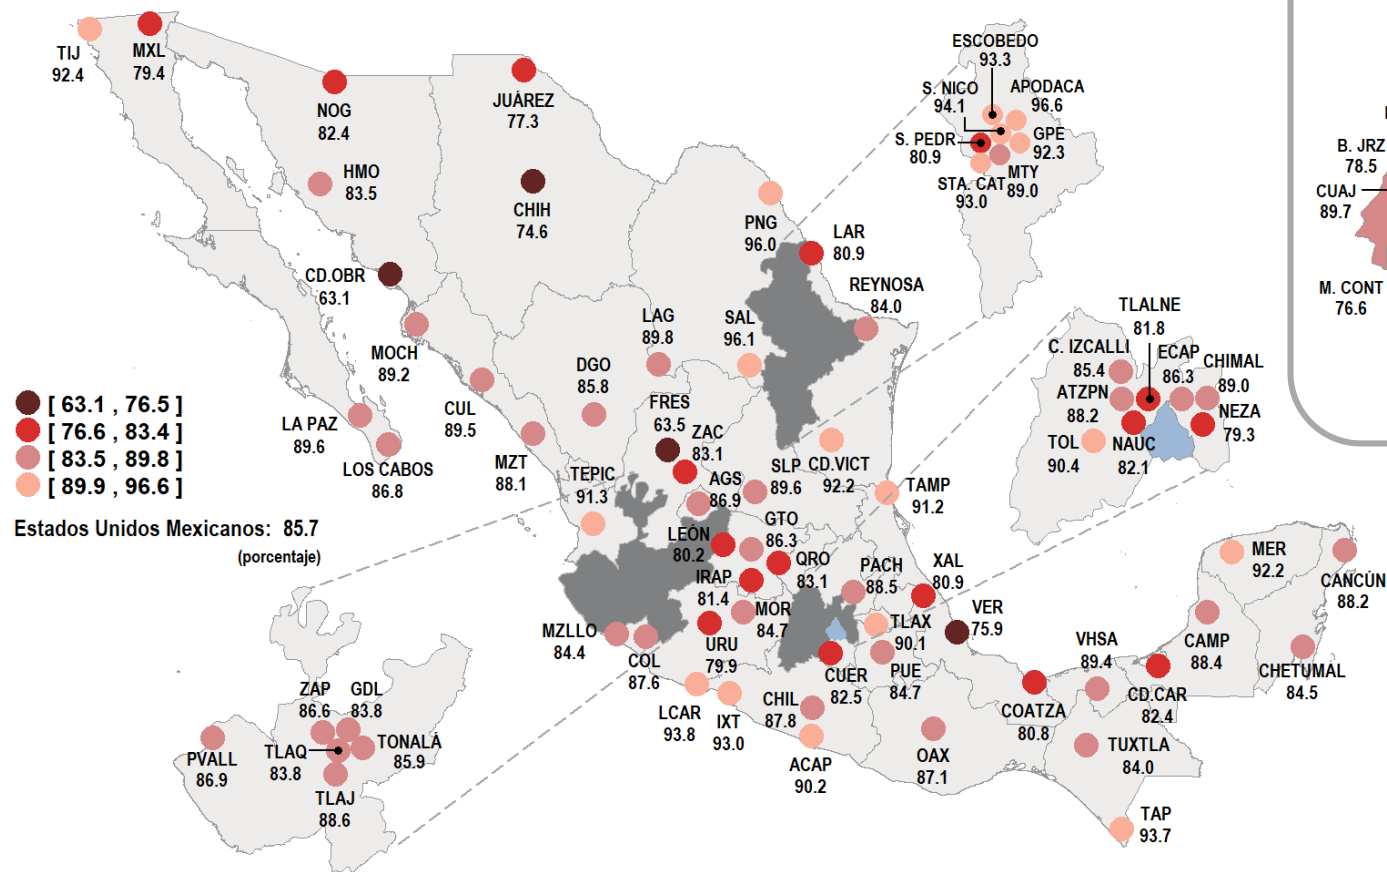 TIJ
92.4
MXL
79.4
NOG
82.4
HMO
83.5
JUÁREZ
77.3
CHIH
74.6
CD.OBR
63.1
MOCH
89.2
CUL
89.5
LA PAZ
89.6
LOS CABOS
86.8
MZT
88.1
DGO
85.8
LAG
89.8
SAL
96.1
PNG
96.0
LAR
80.9
REYNOSA
84.0
FRES
63.5
ZAC
83.1
TEPIC
91.3
AGS
86.9
SLP
89.6
CD.VICT
92.2
TAMP
91.2
LEÓN
80.2
GTO
86.3
QRO
83.1
IRAP
81.4
MOR
84.7
URU
79.9
MZLLO
84.4
COL
87.6
LCAR
93.8
IXT
93.0
CHIL
87.8
ACAP
90.2
CUER
82.5
PUE
84.7
TLAX
90.1
PACH
88.5
XAL
80.9
VER
75.9
OAX
87.1
COATZA
80.8
VHSA
89.4
TUXTLA
84.0
TAP
93.7
CD.CAR
82.4
CAMP
88.4
MER
92.2
CANCÚN
88.2
CHETUMAL
84.5
ESCOBEDO
93.3
S. NICO
94.1
APODACA
96.6
S. PEDR
80.9
GPE
92.3
MTY
89.0
STA. CAT
93.0
B. JRZ
78.5
CUAJ
89.7
M. CONT
76.6
TLALNE
81.8
C. IZCALLI
85.4
ECAP
86.3
CHIMAL
89.0
ATZPN
88.2
NEZA
79.3
TOL
90.4
NAUC
82.1
ZAP
86.6
GDL
83.8
TONALÁ
85.9
TLAQ
83.8
PVALL
86.9
TLAJ
88.6
[ 63.1 , 76.5 ]
[ 76.6 , 83.4 ]
[ 83.5 , 89.8 ]
[ 89.9 , 96.6 ]
Estados Unidos Mexicanos: 85.7
(porcentaje)